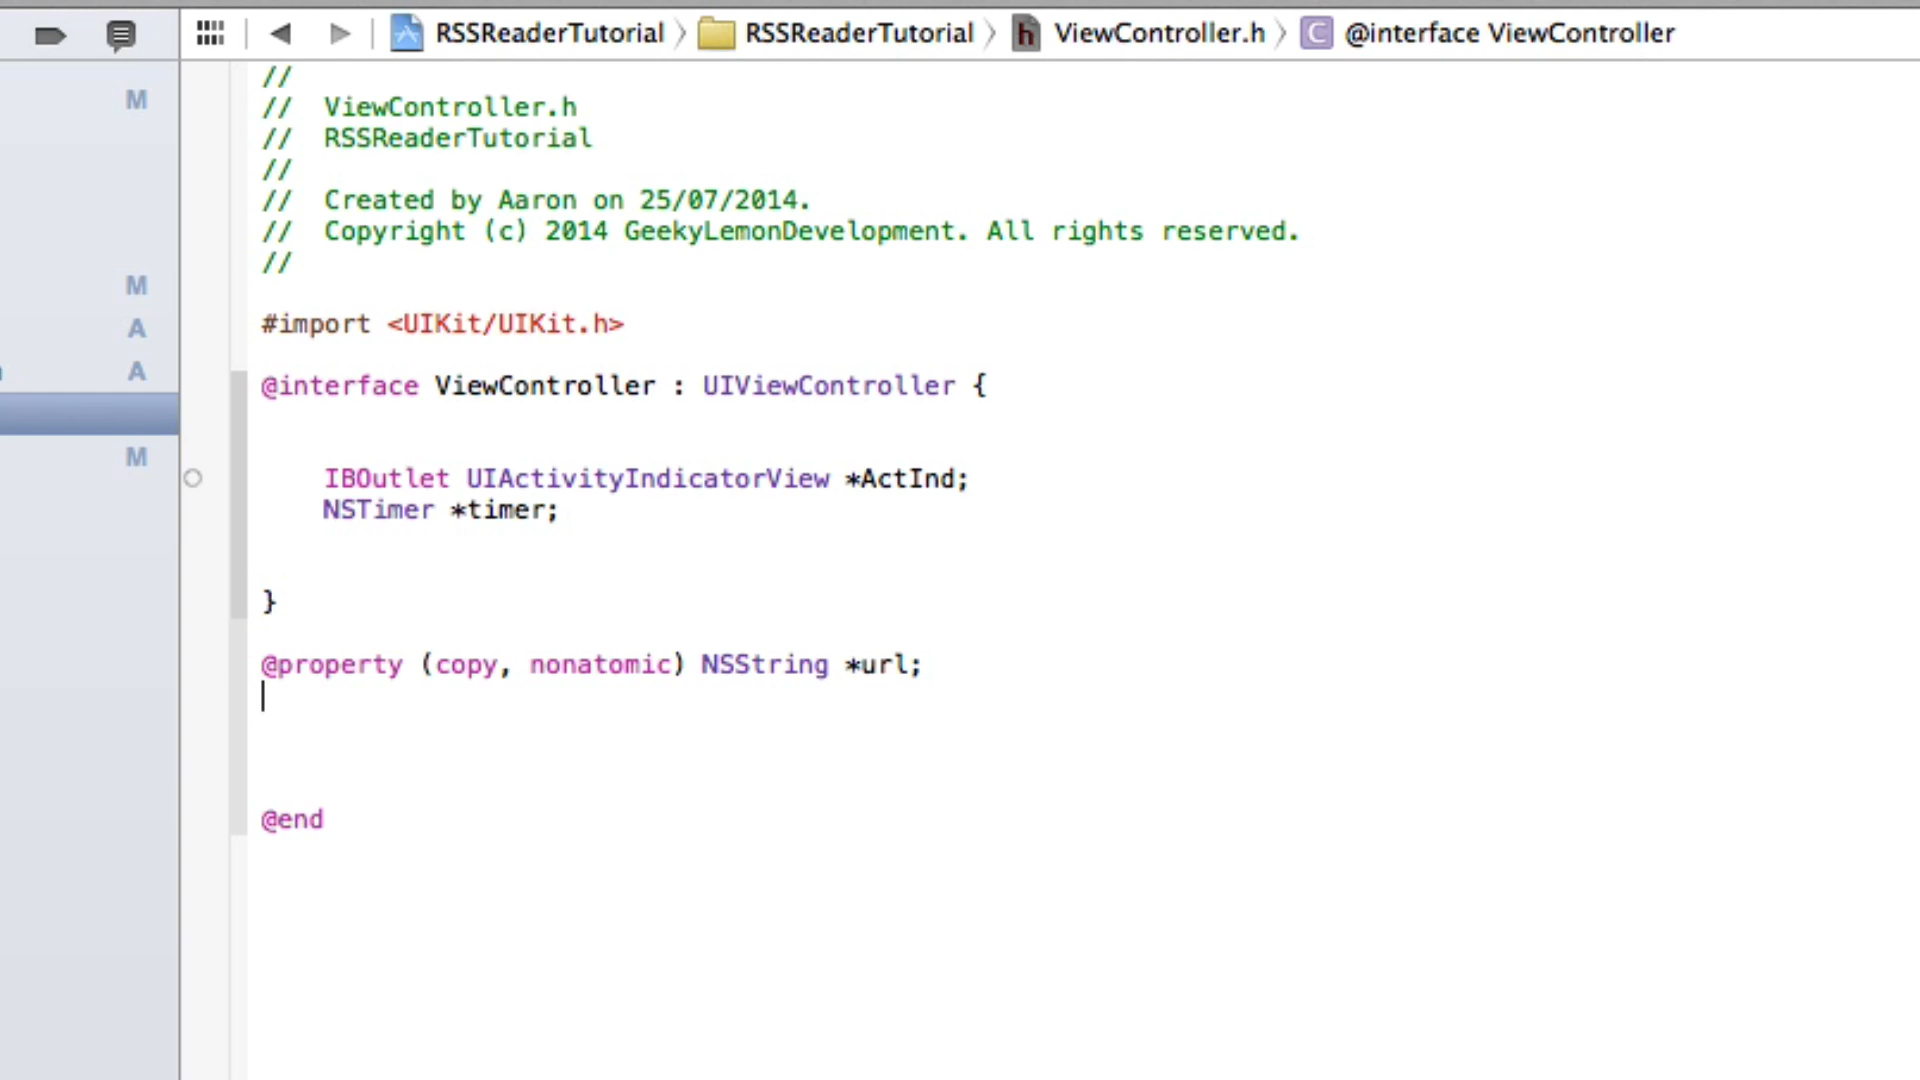 RSSReaderTutorial RSSReaderTutorial h ViewController.h C @interface ViewController
M
//
// ViewController.h
// RSSReaderTutorial
//
// Created by Aaron on 25/07/2014.
// Copyright (c) 2014 GeekyLemonDevelopment. All rights reserved.
//
M
#import <UIKit/UIKit.h>
A
A
@interface ViewController : UIViewController {
M
IBOutlet UIActivityIndicatorView *ActInd;
NSTimer *timer;
}
@property (copy, nonatomic) NSString *url;
@end